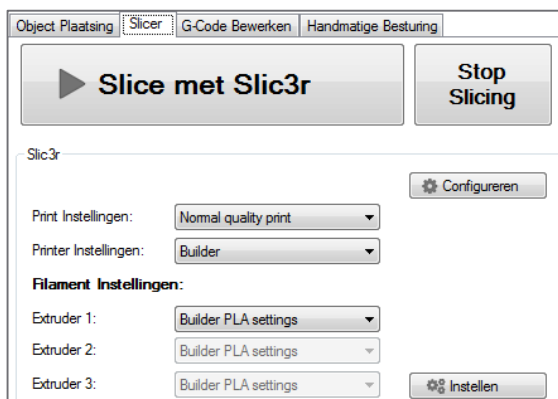 Object Plaatsing Slicer G-Code Bewerken Handmatige Besturing
Slice met Slic3r Stop Slicing
Slic3r
Configureren
Print Instellingen: Normal quality print
Printer Instellingen: Builder
Filament Instellingen:
Extruder 1: Builder PLA settings
Extruder 2: Builder PLA settings
Extruder 3: Builder PLA settings Instellen